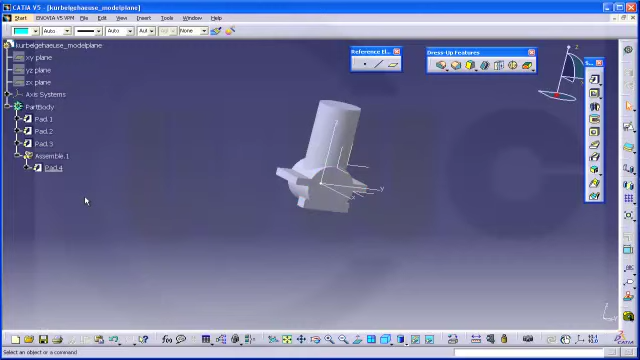 CATIA V5 - [kurbelgehaeuse_modelplane]
Start ENOVIA V5 VPM File Edit View Insert Tools Window Help
Auto Auto Aut None
kurbelgehaeuse_modelplane
xy plane
yz plane
zx plane
Axis Systems
PartBody
Pad.1
Pad.2
Pad.3
Assemble.1
Pad.4
Reference El...
Dress-Up Features
S...
z
y
Select an object or a command